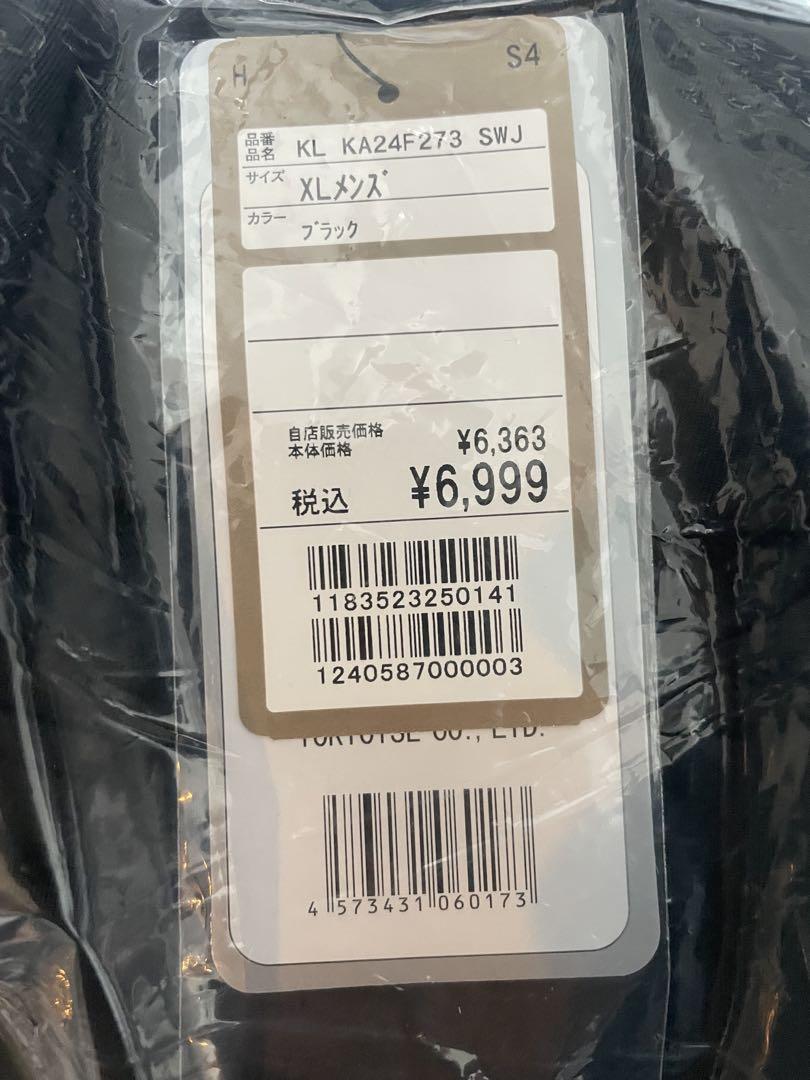 H S4
品番
品名 KL KA24F273 SWJ
サイズ XLメンズ
カラー ブラック
自店販売価格
本体価格 ¥6,363
税込 ¥6,999
1183523250141
1240587000003
CO., LTD.
4 573431 060173